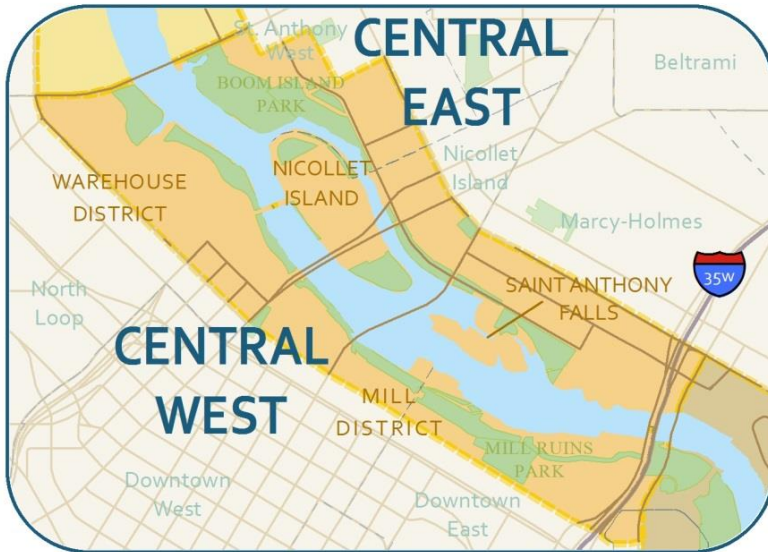 St. Anthony
West
CENTRAL
EAST
Beltrami
BOOM ISLAND
PARK
Nicollet
Island
NICOLLET
ISLAND
WAREHOUSE
DISTRICT
Marcy-Holmes
35W
SAINT ANTHONY
FALLS
North
Loop
CENTRAL
WEST
MILL
DISTRICT
MILL RUINS
PARK
Downtown
West
Downtown
East